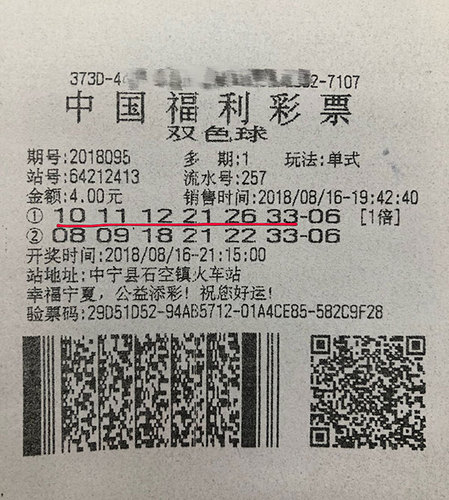 373D-4 2-7107
中国福利彩票
双色球
期号:2018095 多 期:1 玩法:单式
站号:64212413 流水号:257
金额:4.00元 销售时间:2018/08/16-19:42:40
① 10 11 12 21 26 33-06 [1倍]
② 08 09 18 21 22 33-06
开奖时间:2018/08/16-21:15:00
站地址:中宁县石空镇火车站
幸福宁夏，公益添彩！祝您好运！
验票码:29D51D52-94AB5712-01A4CE85-582C9F28